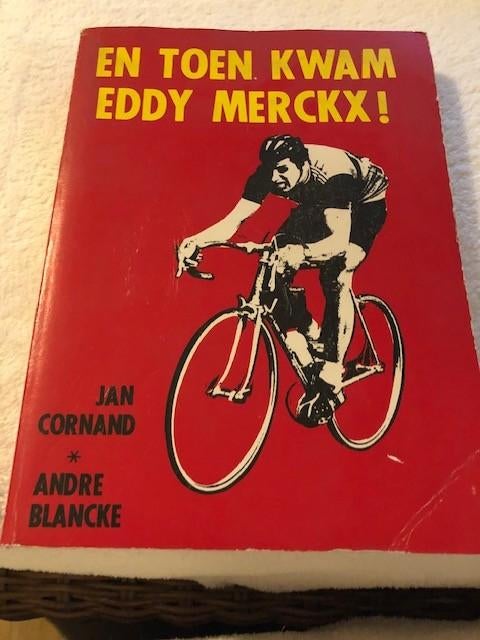 EN TOEN KWAM
EDDY MERCKX!
JAN
CORNAND
*
ANDRE
BLANCKE